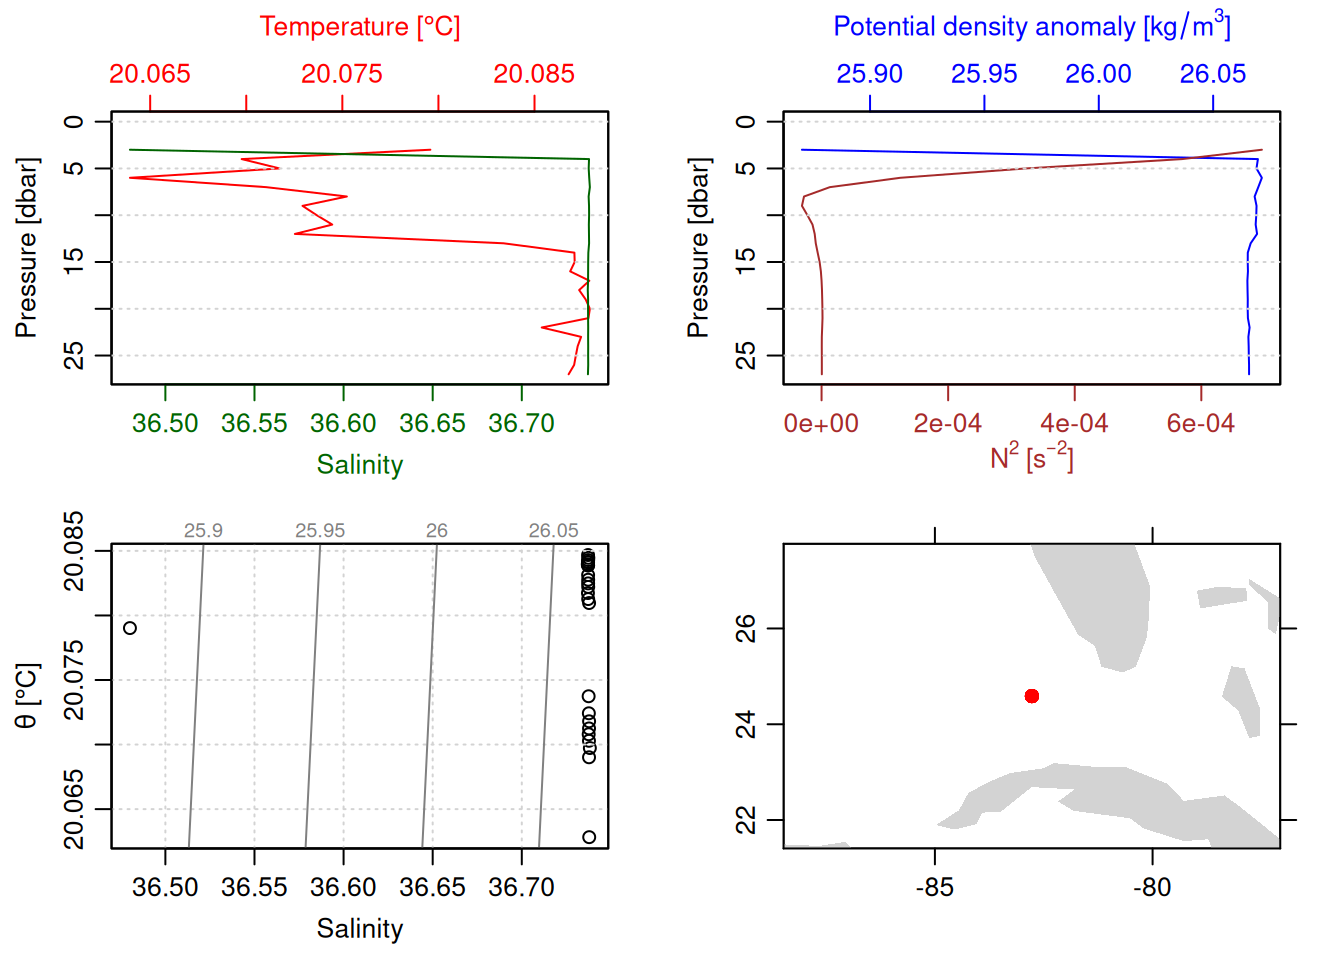 Temperature [°C]
20.065 20.075 20.085
Pressure [dbar]
0
5
15
25
36.50 36.55 36.60 36.65 36.70
Salinity
Potential density anomaly [kg/m³]
25.90 25.95 26.00 26.05
Pressure [dbar]
0
5
15
25
0e+00 2e-04 4e-04 6e-04
N² [s⁻²]
25.9 25.95 26 26.05
θ [°C]
20.085
20.075
20.065
36.50 36.55 36.60 36.65 36.70
Salinity
26
24
22
-85 -80